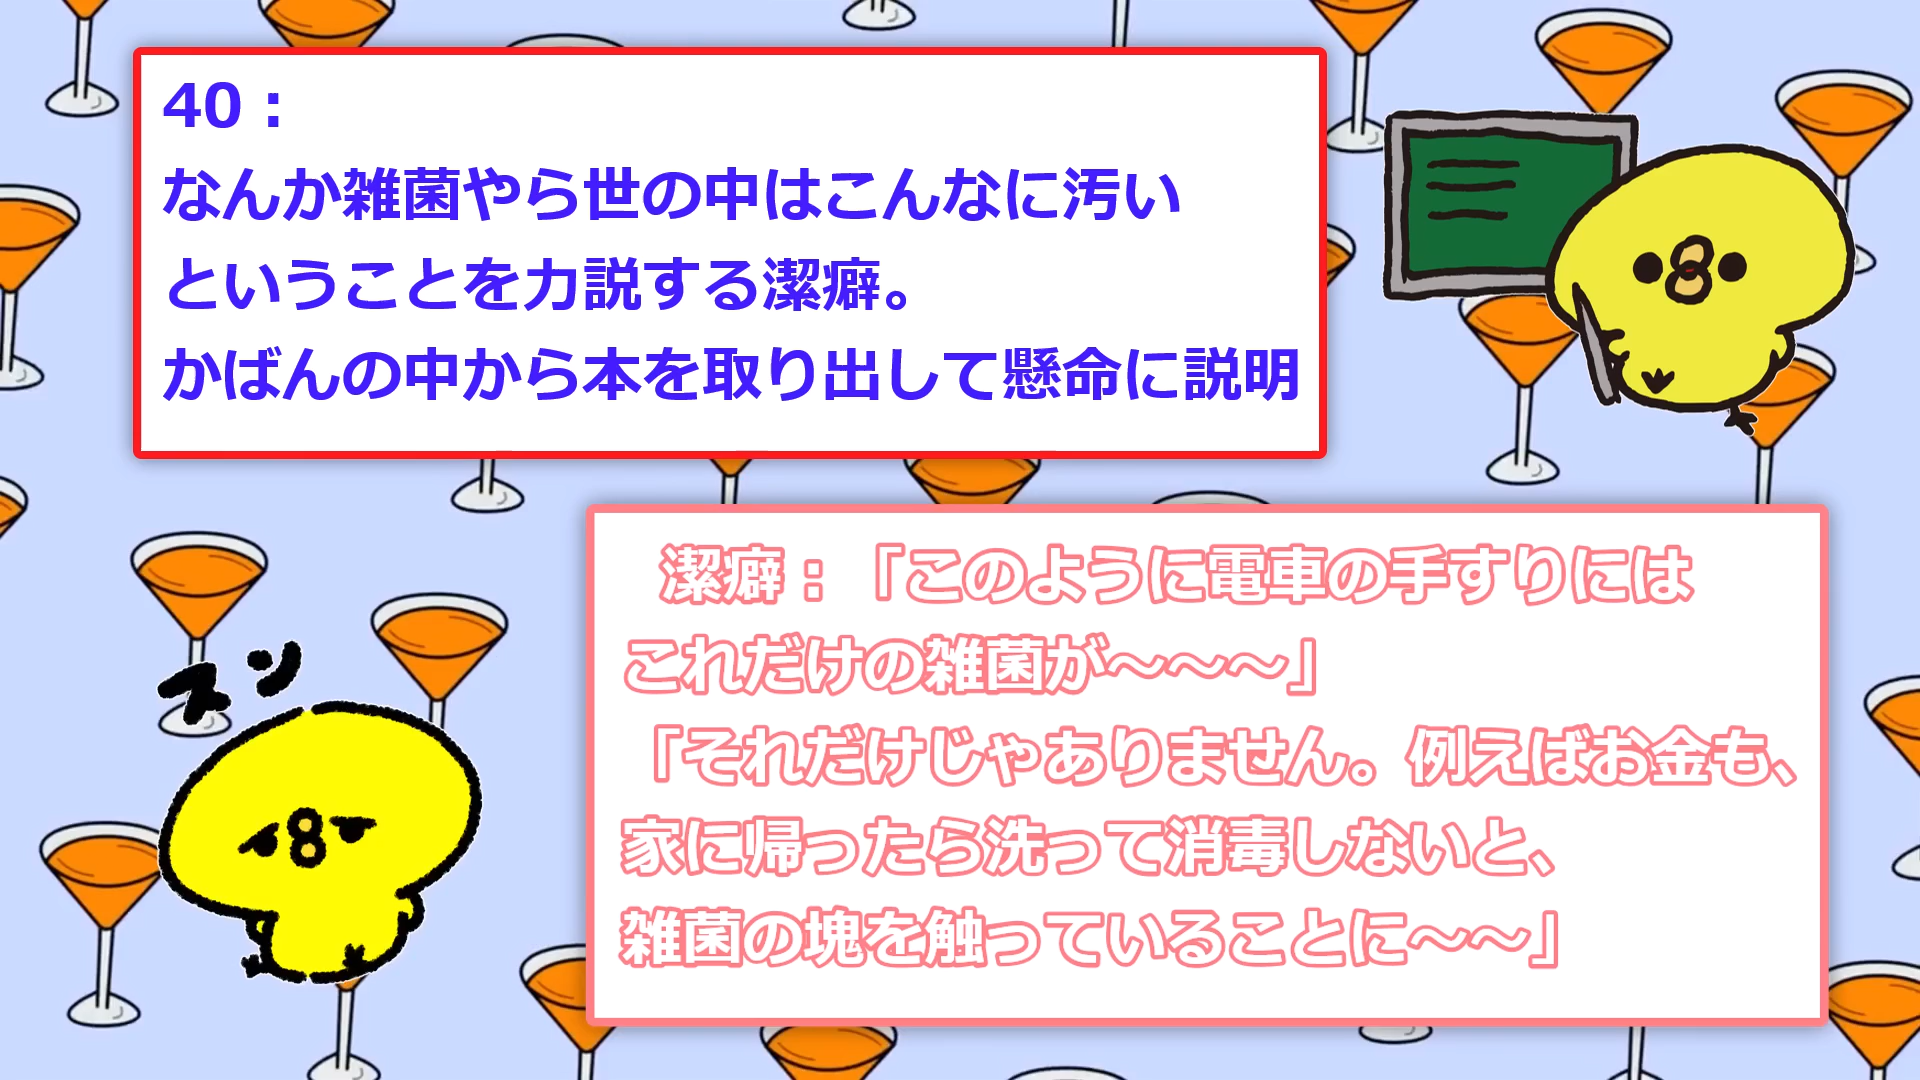 40：
なんか雑菌やら世の中はこんなに汚い
ということを力説する潔癖。
かばんの中から本を取り出して懸命に説明
潔癖：「このように電車の手すりには
これだけの雑菌が～～～」
「それだけじゃありません。例えばお金も、
家に帰ったら洗って消毒しないと、
雑菌の塊を触っていることに～～」
スン